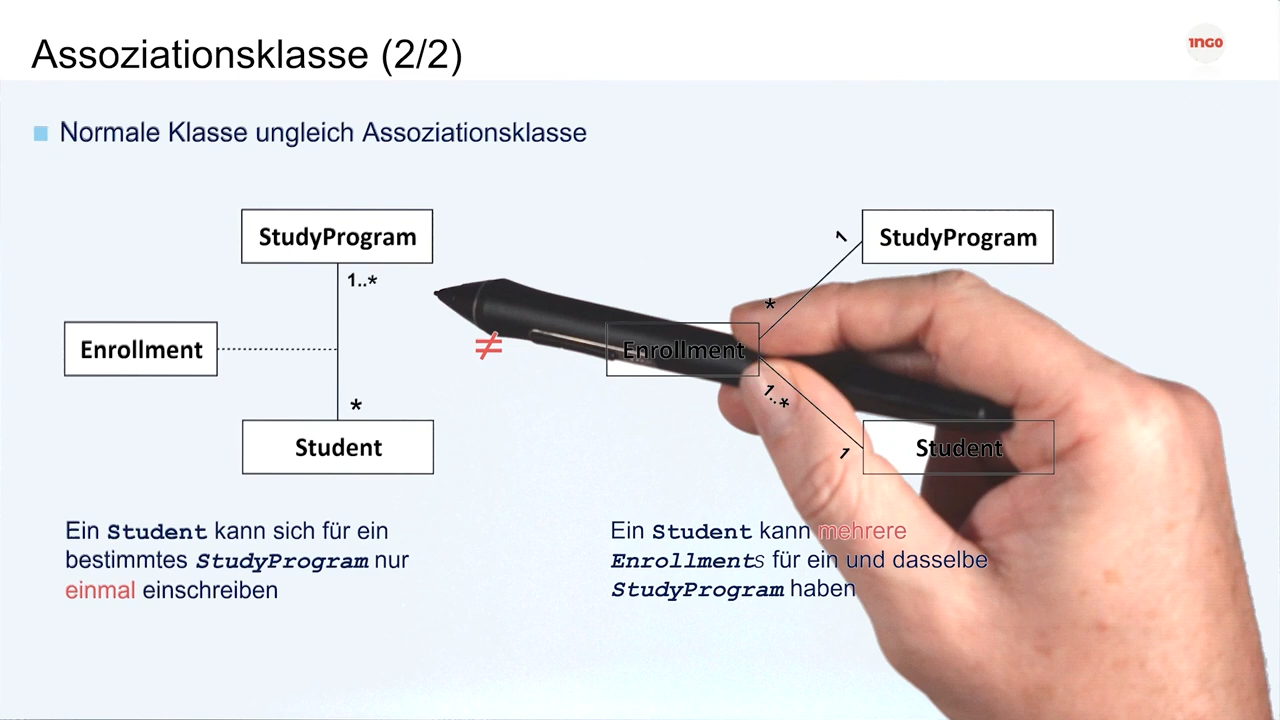 Assoziationsklasse (2/2)
1NGO
Normale Klasse ungleich Assoziationsklasse
StudyProgram
1..*
Enrollment
*
Student
≠
StudyProgram
1
*
Enrollment
1..*
1
Student
Ein Student kann sich für ein
bestimmtes StudyProgram nur
einmal einschreiben
Ein Student kann mehrere
Enrollments für ein und dasselbe
StudyProgram haben